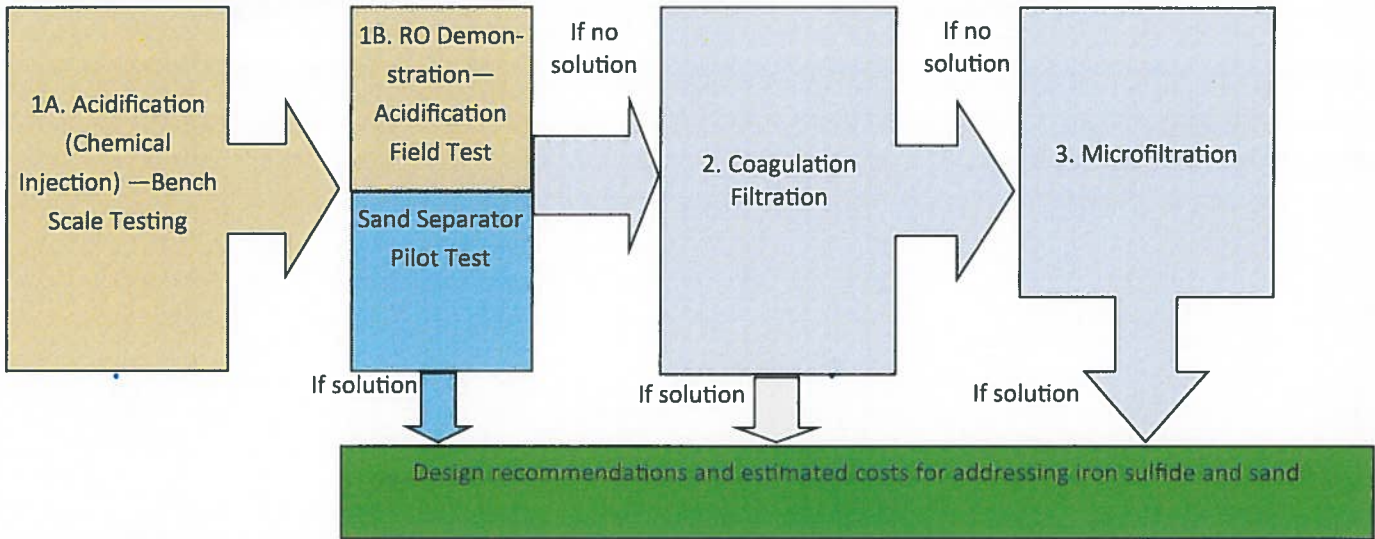 1A. Acidification
(Chemical
Injection) —Bench
Scale Testing
1B. RO Demon-
stration—
Acidification
Field Test
Sand Separator
Pilot Test
If no
solution
2. Coagulation
Filtration
If no
solution
3. Microfiltration
If solution
If solution
If solution
Design recommendations and estimated costs for addressing iron sulfide and sand